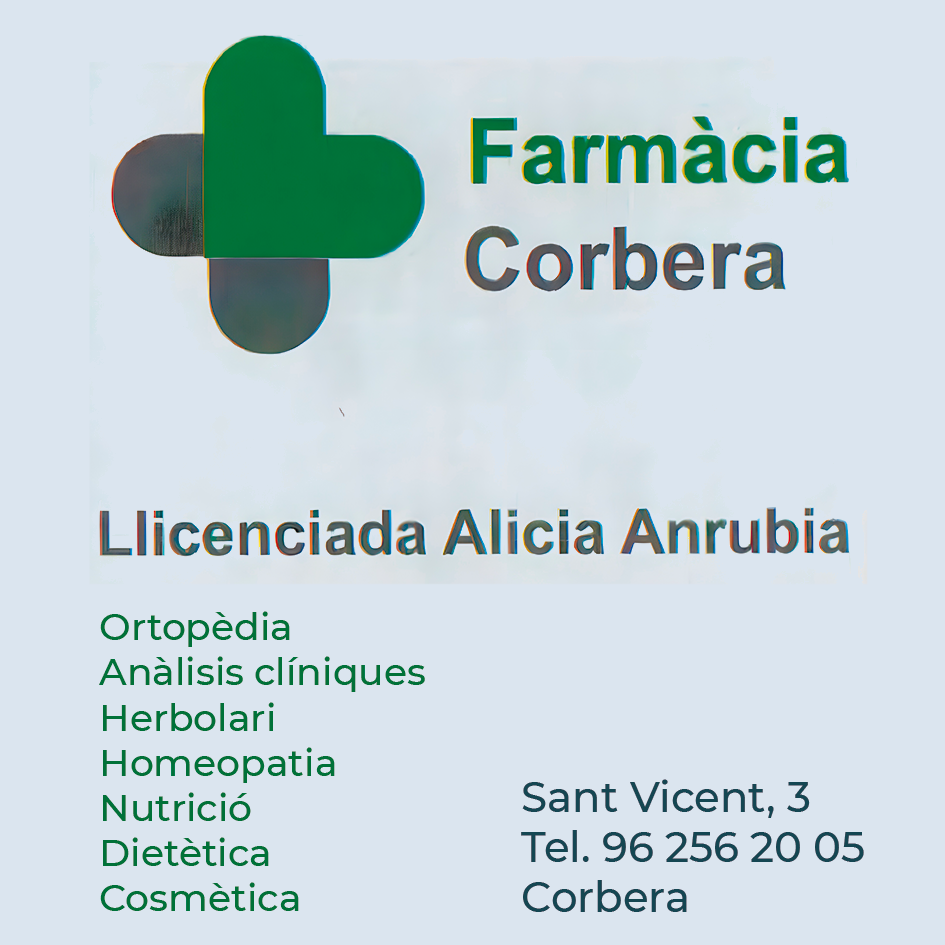 Farmàcia
Corbera
Llicenciada Alicia Anrubia
Ortopèdia
Anàlisis clíniques
Herbolari
Homeopatia
Nutrició
Dietètica
Cosmètica
Sant Vicent, 3
Tel. 96 256 20 05
Corbera